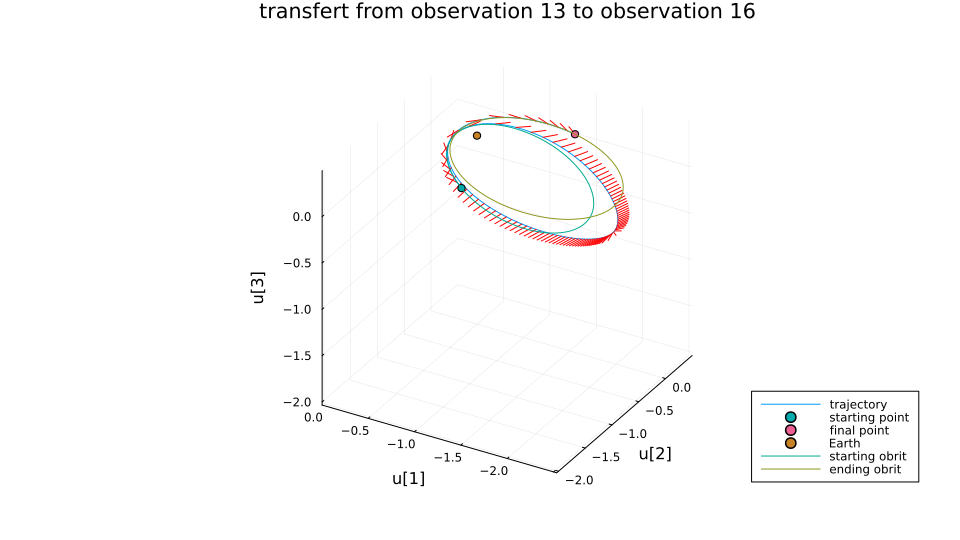 transfert from observation 13 to observation 16
u[3]
0.0
−0.5
−1.0
−1.5
−2.0
0.0
−0.5
−1.0
−1.5
−2.0
u[1]
−2.0
−1.5
−1.0
−0.5
0.0
u[2]
trajectory
starting point
final point
Earth
starting obrit
ending obrit